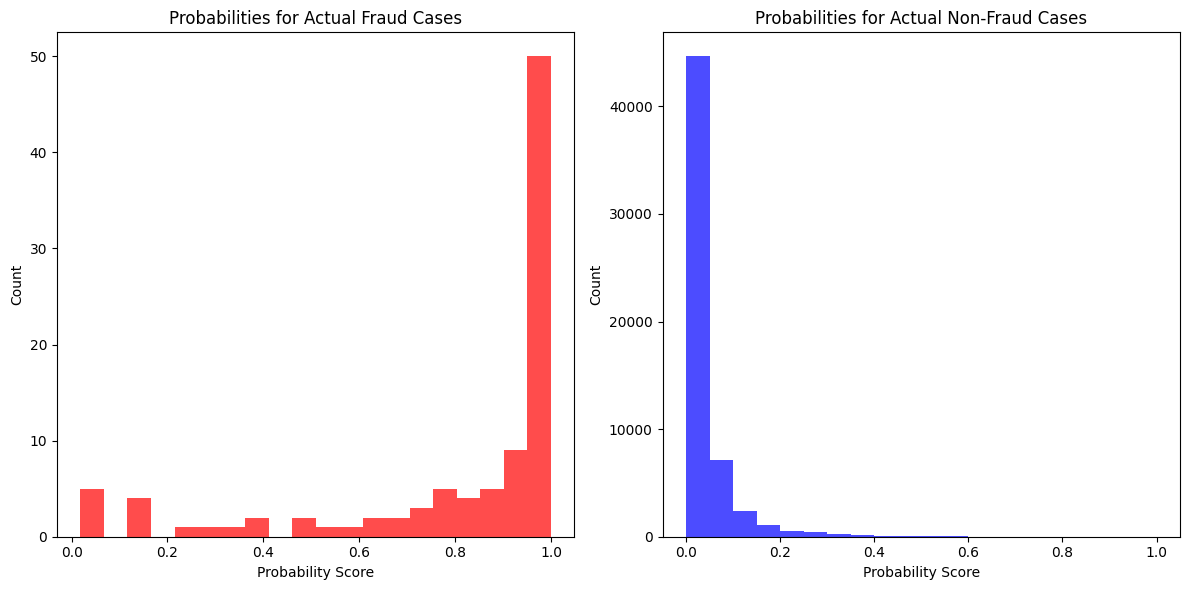 Probabilities for Actual Fraud Cases
50
40
30
20
10
0
Count
0.0 0.2 0.4 0.6 0.8 1.0
Probability Score
Probabilities for Actual Non-Fraud Cases
40000
30000
20000
10000
0
Count
0.0 0.2 0.4 0.6 0.8 1.0
Probability Score